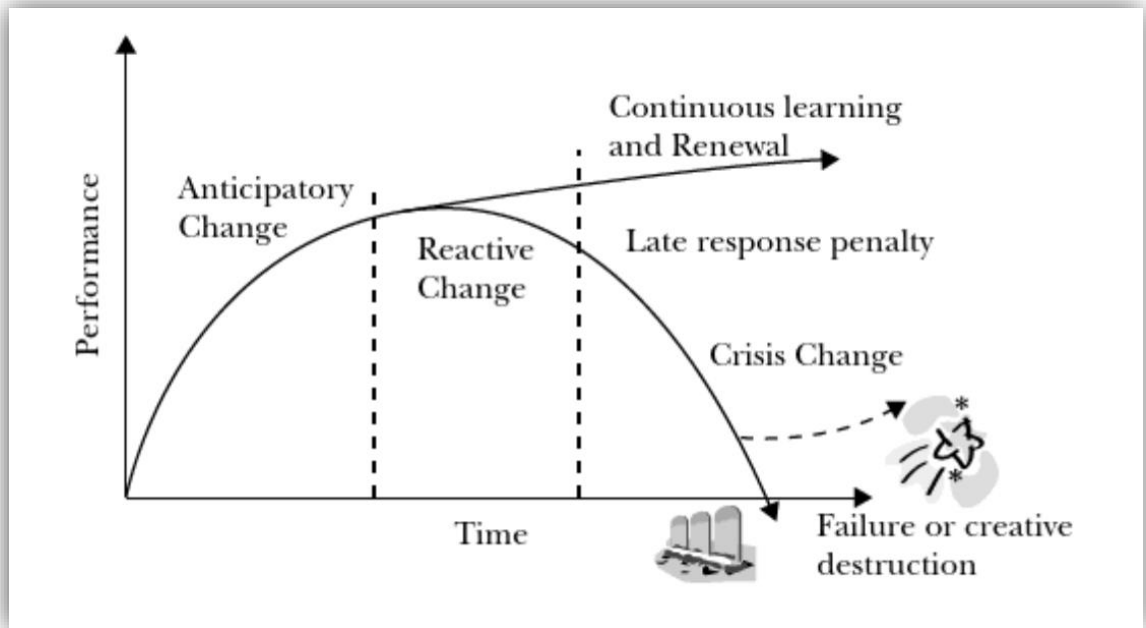 Continuous learning
and Renewal
Anticipatory
Change
Reactive
Change
Late response penalty
Crisis Change
Performance
Time
Failure or creative
destruction